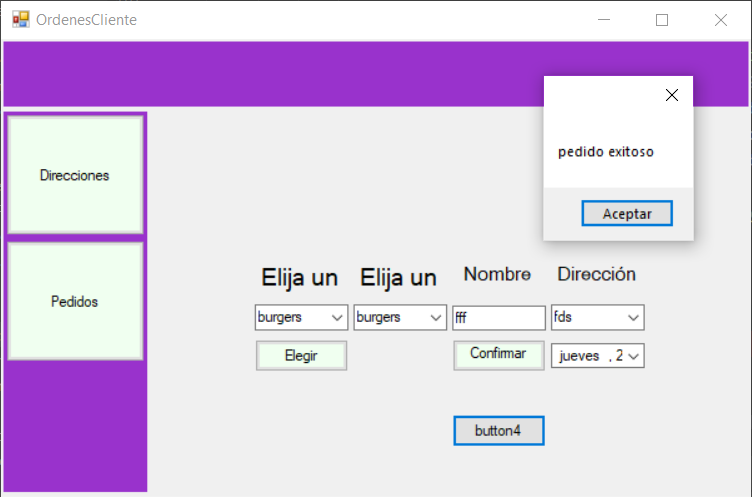 OrdenesCliente
pedido exitoso
Aceptar
Direcciones
Pedidos
Elija un
Elija un
Nombre
Dirección
burgers
burgers
fff
fds
Elegir
Confirmar
jueves , 2
button4